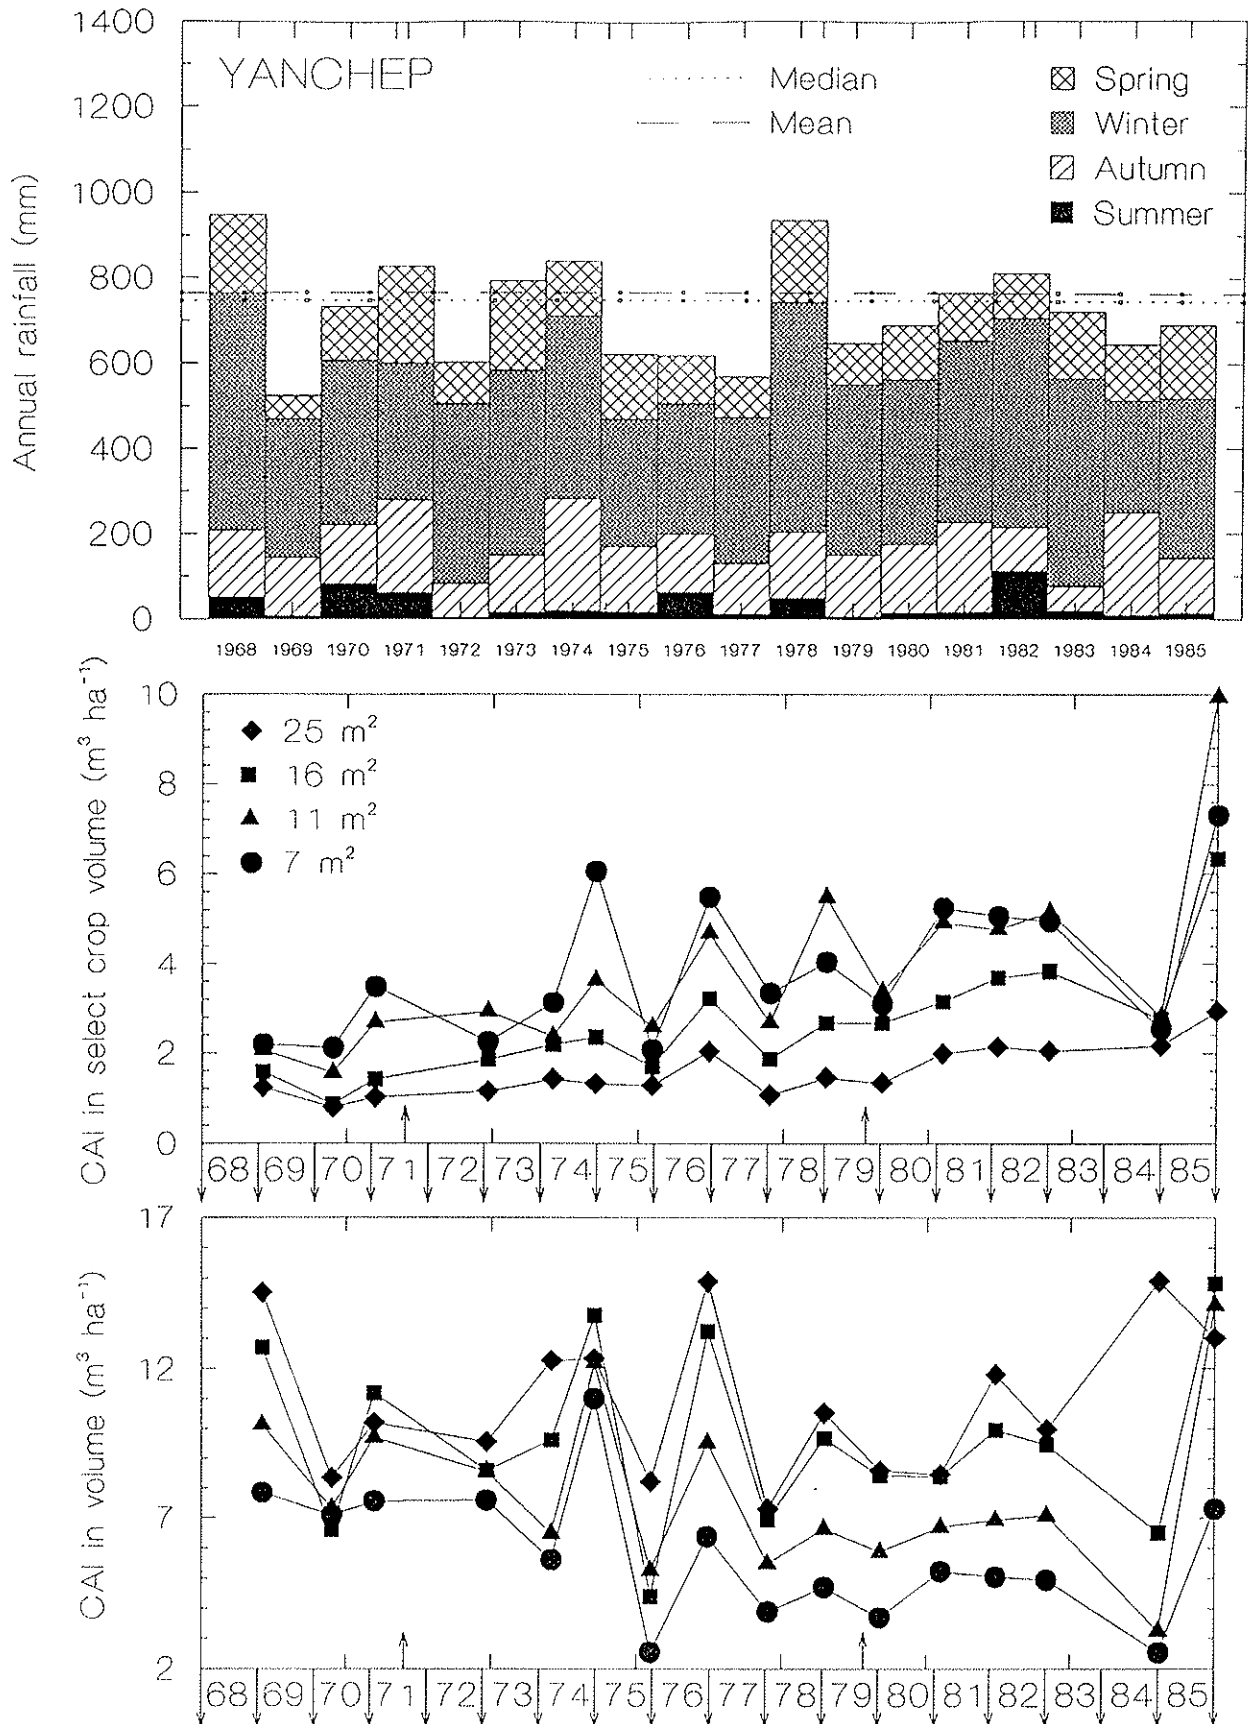 1400
1200
1000
800
600
400
200
0
Annual rainfall (mm)
YANCHEP
Median
Mean
Spring
Winter
Autumn
Summer
1968 1969 1970 1971 1972 1973 1974 1975 1976 1977 1978 1979 1980 1981 1982 1983 1984 1985
10
8
6
4
2
0
CAI in select crop volume (m³ ha⁻¹)
25 m²
16 m²
11 m²
7 m²
68 69 70 71 72 73 74 75 76 77 78 79 80 81 82 83 84 85
17
12
7
2
CAI in volume (m³ ha⁻¹)
68 69 70 71 72 73 74 75 76 77 78 79 80 81 82 83 84 85